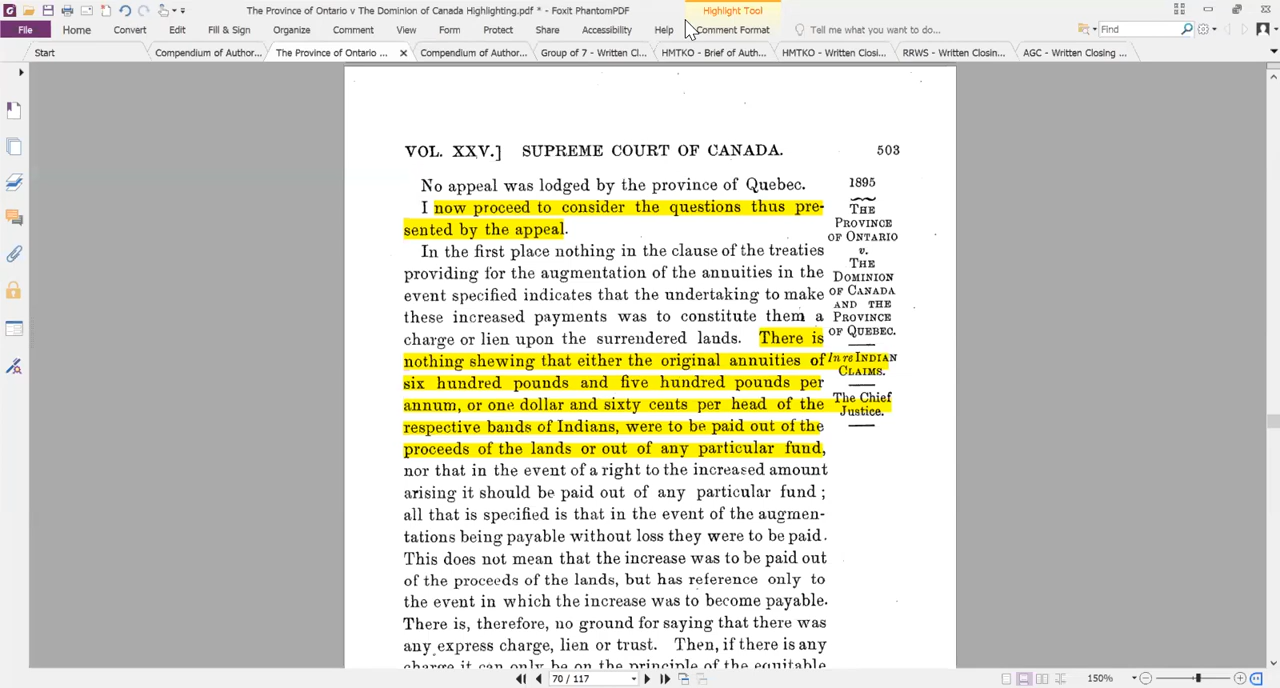 The Province of Ontario v The Dominion of Canada Highlighting.pdf * - Foxit PhantomPDF
Highlight Tool
File Home Convert Edit Fill & Sign Organize Comment View Form Protect Share Accessibility Help Comment Format Tell me what you want to do... Find
Start Compendium of Author... The Province of Ontario ... × Compendium of Author... Group of 7 - Written Cl... HMTKO - Brief of Auth... HMTKO - Written Closi... RRWS - Written Closin... AGC - Written Closing ...
VOL. XXV.] SUPREME COURT OF CANADA. 503
No appeal was lodged by the province of Quebec.
I now proceed to consider the questions thus pre-
sented by the appeal.
In the first place nothing in the clause of the treaties
providing for the augmentation of the annuities in the
event specified indicates that the undertaking to make
these increased payments was to constitute them a
charge or lien upon the surrendered lands. There is
nothing shewing that either the original annuities of
six hundred pounds and five hundred pounds per
annum, or one dollar and sixty cents per head of the
respective bands of Indians, were to be paid out of the
proceeds of the lands or out of any particular fund,
nor that in the event of a right to the increased amount
arising it should be paid out of any particular fund ;
all that is specified is that in the event of the augmen-
tations being payable without loss they were to be paid.
This does not mean that the increase was to be paid out
of the proceeds of the lands, but has reference only to
the event in which the increase was to become payable.
There is, therefore, no ground for saying that there was
any express charge, lien or trust. Then, if there is any
charge it can only be on the principle of the equitable
1895
THE
PROVINCE
OF ONTARIO
v.
THE
DOMINION
OF CANADA
AND THE
PROVINCE
OF QUEBEC.
In re INDIAN
CLAIMS.
The Chief
Justice.
70 / 117
150%